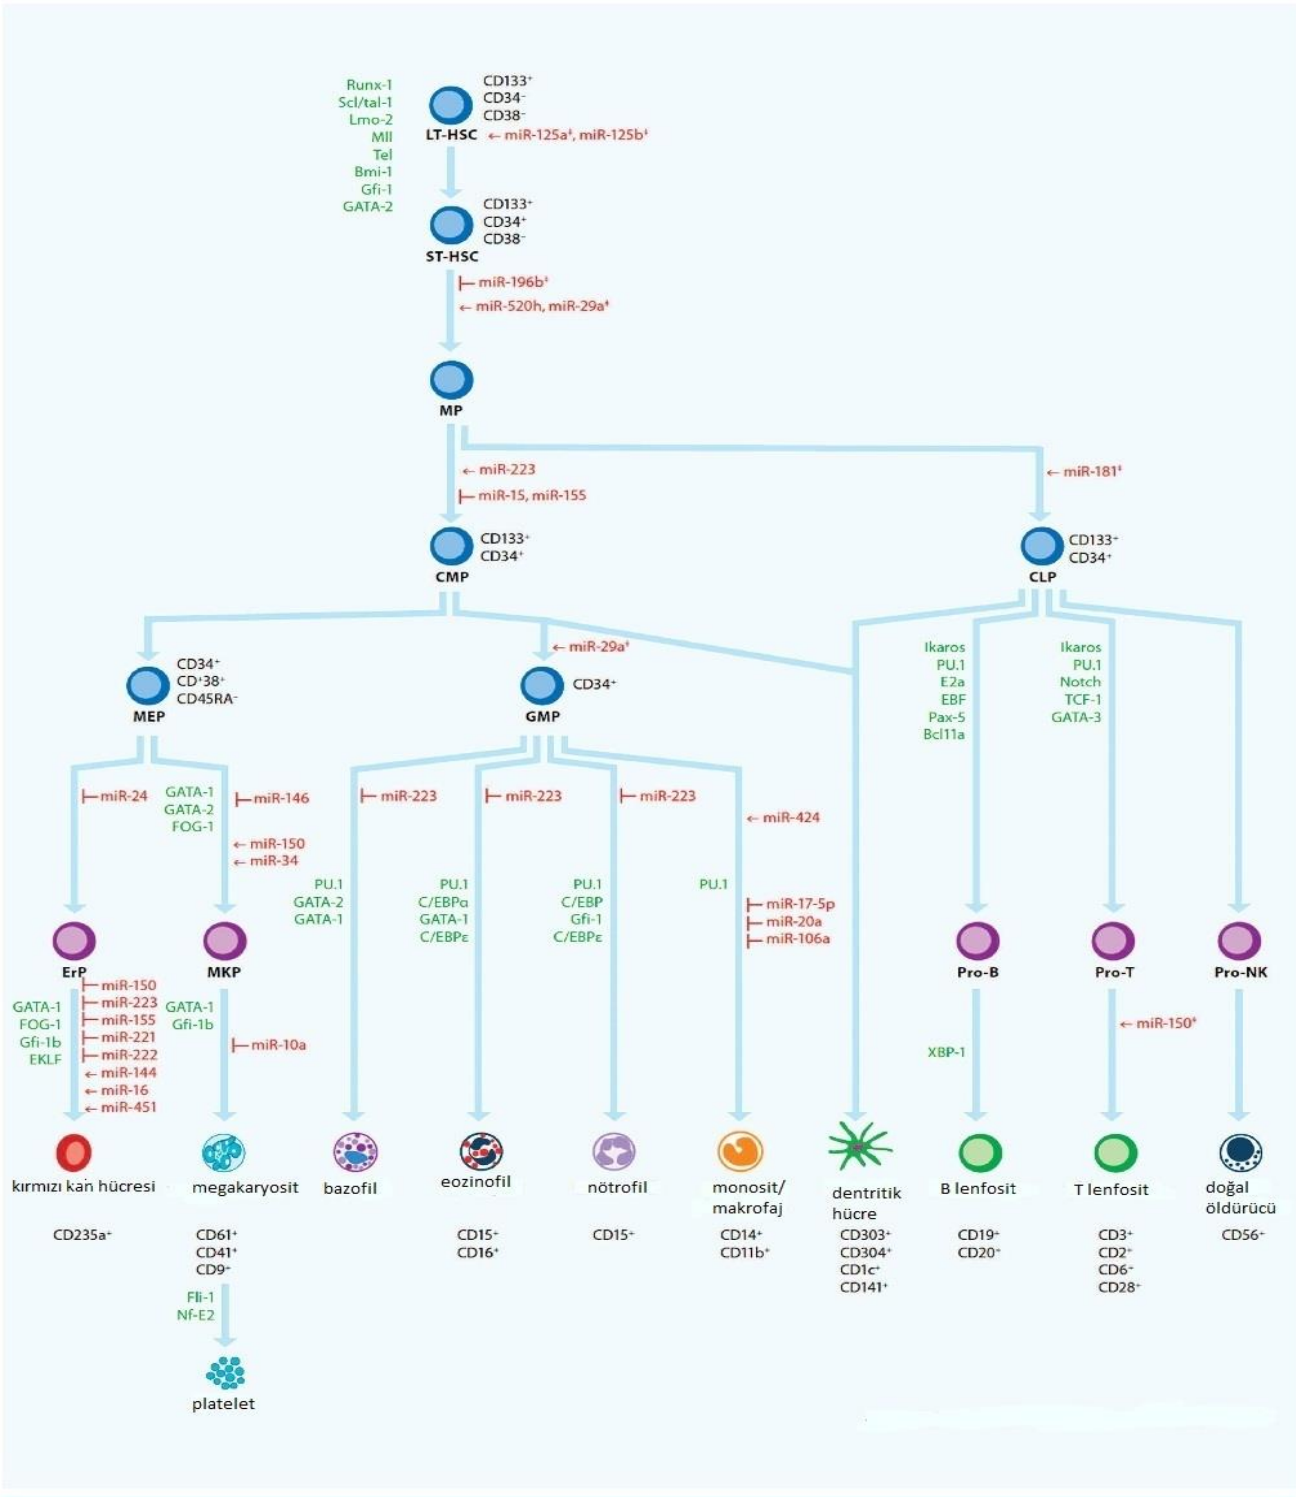 Runx-1
Scl/tal-1
Lmo-2
Mll
Tel
Bmi-1
Gfi-1
GATA-2
CD133⁺
CD34⁻
CD38⁻
LT-HSC
← miR-125a‡, miR-125b‡
CD133⁺
CD34⁺
CD38⁻
ST-HSC
miR-196b‡
← miR-520h, miR-29a‡
MP
← miR-223
miR-15, miR-155
← miR-181‡
CD133⁺
CD34⁺
CMP
CD133⁺
CD34⁺
CLP
← miR-29a‡
CD34⁺
CD⁺38⁺
CD45RA⁻
MEP
CD34⁺
GMP
Ikaros
PU.1
E2a
EBF
Pax-5
Bcl11a
Ikaros
PU.1
Notch
TCF-1
GATA-3
miR-24
GATA-1
GATA-2
FOG-1
miR-146
← miR-150
← miR-34
miR-223
miR-223
miR-223
← miR-424
PU.1
GATA-2
GATA-1
PU.1
C/EBPα
GATA-1
C/EBPε
PU.1
C/EBP
Gfi-1
C/EBPε
PU.1
miR-17-5p
miR-20a
miR-106a
ErP
MKP
Pro-B
Pro-T
Pro-NK
GATA-1
FOG-1
Gfi-1b
EKLF
miR-150
miR-223
miR-155
miR-221
miR-222
← miR-144
← miR-16
← miR-451
GATA-1
Gfi-1b
miR-10a
XBP-1
← miR-150‡
kırmızı kan hücresi
megakaryosit
bazofil
eozinofil
nötrofil
monosit/
makrofaj
dentritik
hücre
B lenfosit
T lenfosit
doğal
öldürücü
CD235a⁺
CD61⁺
CD41⁺
CD9⁺
CD15⁺
CD16⁺
CD15⁺
CD14⁺
CD11b⁺
CD303⁺
CD304⁺
CD1c⁺
CD141⁺
CD19⁺
CD20⁺
CD3⁺
CD2⁺
CD6⁺
CD28⁺
CD56⁺
Fli-1
Nf-E2
platelet